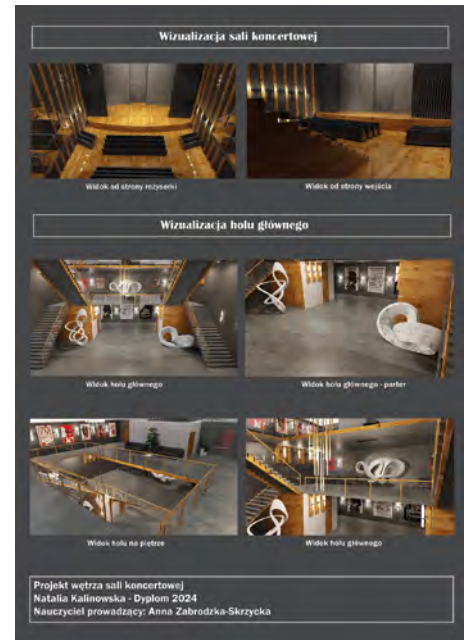 Wizualizacja sali koncertowej
Widok od strony reżyserki
Widok od strony wejścia
Wizualizacja holu głównego
Widok holu głównego
Widok holu głównego - parter
Widok holu na piętrze
Widok holu głównego
Projekt wętrza sali koncertowej
Natalia Kalinowska - Dyplom 2024
Nauczyciel prowadzący: Anna Zabrodzka-Skrzycka